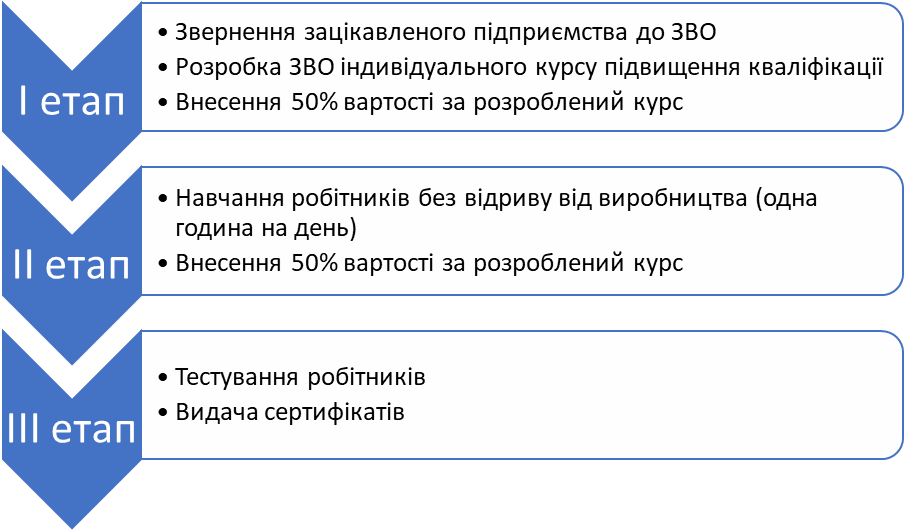 I етап
• Звернення зацікавленого підприємства до ЗВО
• Розробка ЗВО індивідуального курсу підвищення кваліфікації
• Внесення 50% вартості за розроблений курс
II етап
• Навчання робітників без відриву від виробництва (одна
година на день)
• Внесення 50% вартості за розроблений курс
III етап
• Тестування робітників
• Видача сертифікатів